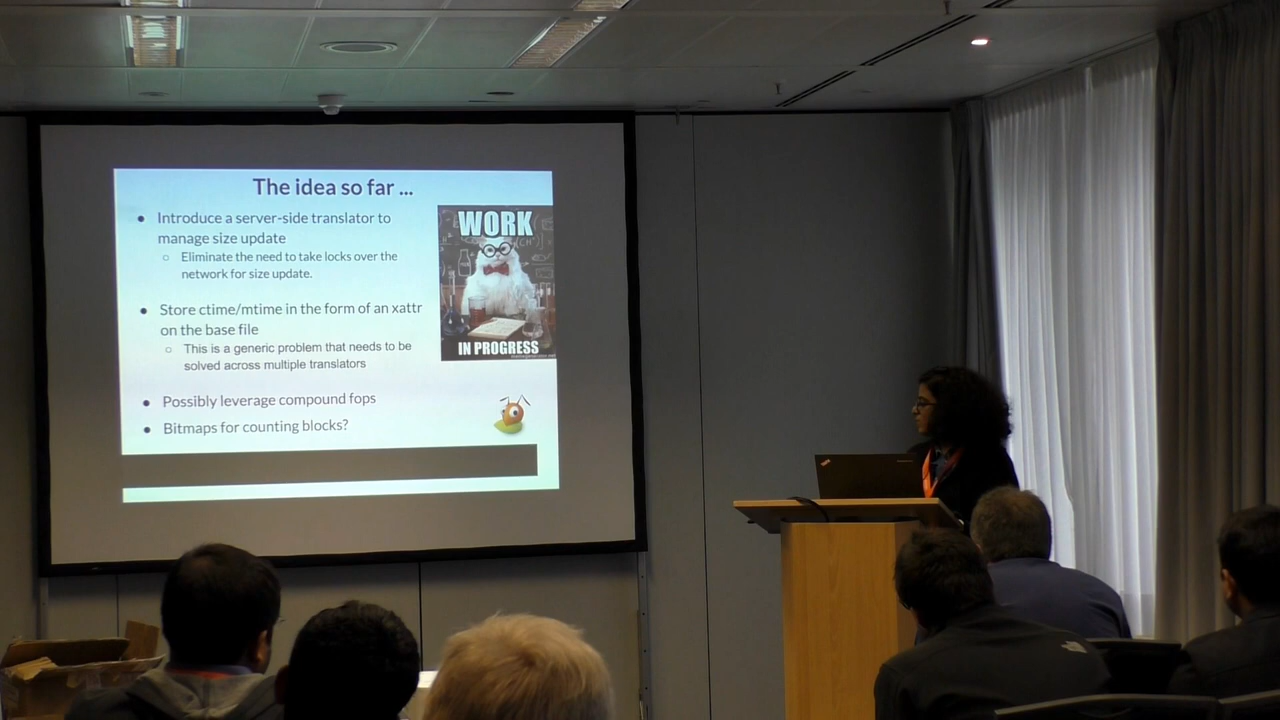 The idea so far ...
● Introduce a server-side translator to
manage size update
○ Eliminate the need to take locks over the
network for size update.
● Store ctime/mtime in the form of an xattr
on the base file
○ This is a generic problem that needs to be
solved across multiple translators
● Possibly leverage compound fops
● Bitmaps for counting blocks?
WORK
IN PROGRESS